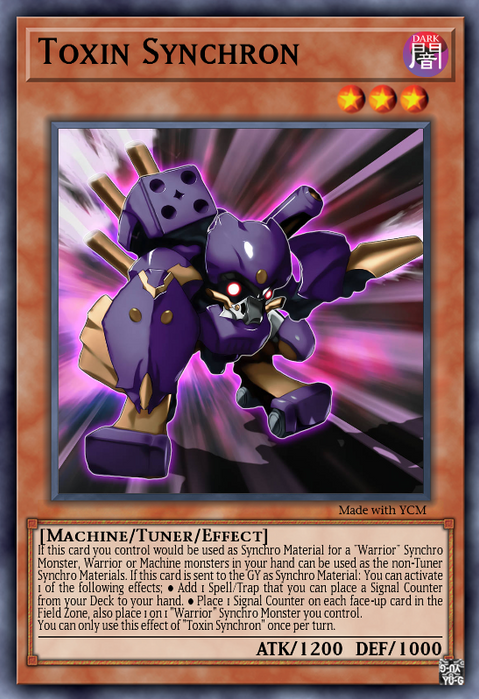 TOXIN SYNCHRON
DARK
闇
Made with YCM
[MACHINE/TUNER/EFFECT]
If this card you control would be used as Synchro Material for a "Warrior" Synchro
Monster, Warrior or Machine monsters in your hand can be used as the non-Tuner
Synchro Materials. If this card is sent to the GY as Synchro Material: You can activate
1 of the following effects; ● Add 1 Spell/Trap that you can place a Signal Counter
from your Deck to your hand. ● Place 1 Signal Counter on each face-up card in the
Field Zone, also place 1 on 1 "Warrior" Synchro Monster you control.
You can only use this effect of "Toxin Synchron" once per turn.
ATK/1200 DEF/1000